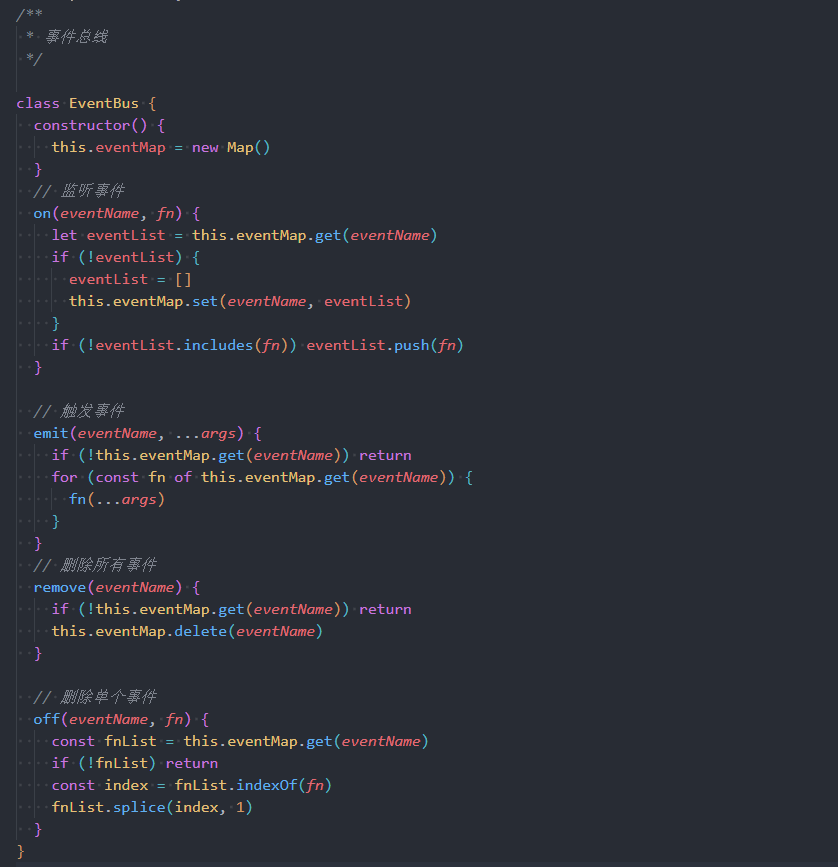 /**
 * 事件总线
 */
class EventBus {
  constructor() {
    this.eventMap = new Map()
  }
  // 监听事件
  on(eventName, fn) {
    let eventList = this.eventMap.get(eventName)
    if (!eventList) {
      eventList = []
      this.eventMap.set(eventName, eventList)
    }
    if (!eventList.includes(fn)) eventList.push(fn)
  }
  // 触发事件
  emit(eventName, ...args) {
    if (!this.eventMap.get(eventName)) return
    for (const fn of this.eventMap.get(eventName)) {
      fn(...args)
    }
  }
  // 删除所有事件
  remove(eventName) {
    if (!this.eventMap.get(eventName)) return
    this.eventMap.delete(eventName)
  }
  // 删除单个事件
  off(eventName, fn) {
    const fnList = this.eventMap.get(eventName)
    if (!fnList) return
    const index = fnList.indexOf(fn)
    fnList.splice(index, 1)
  }
}